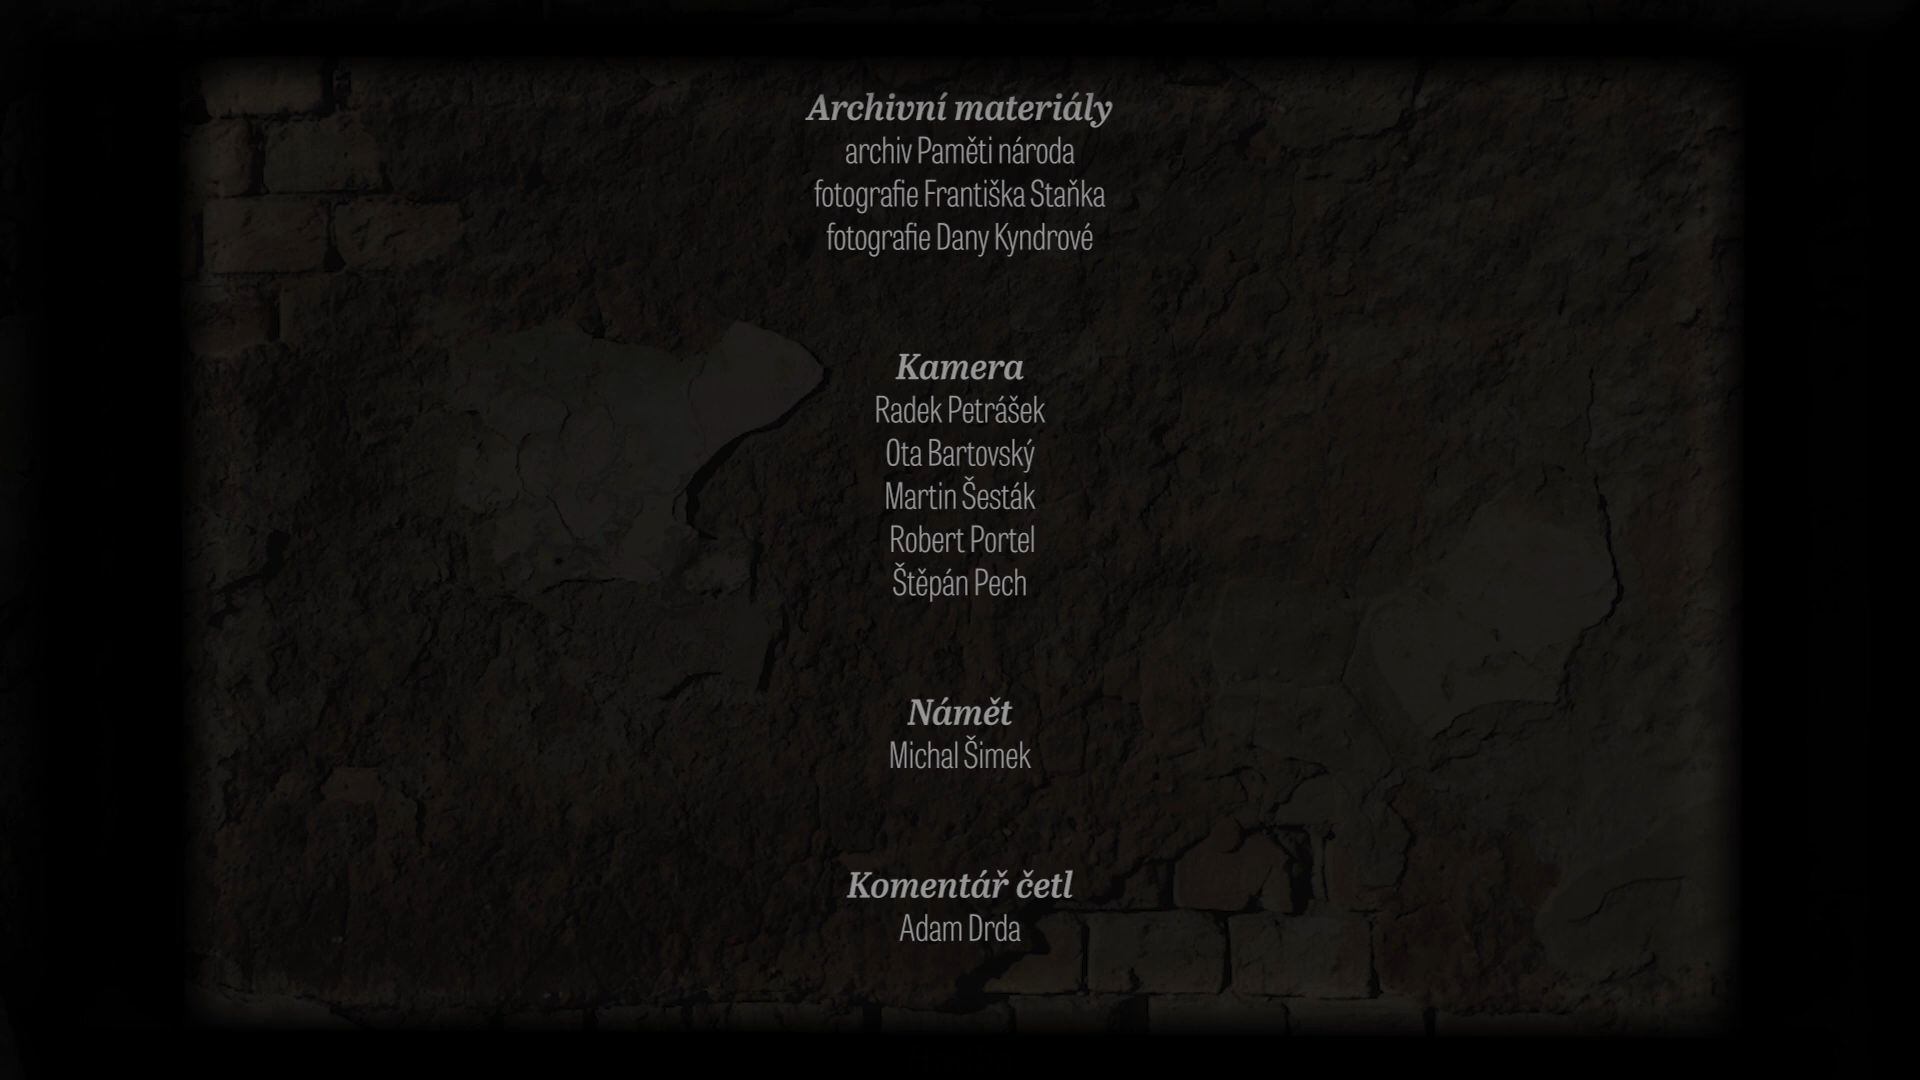 Archivní materiály
archiv Paměti národa
fotografie Františka Staňka
fotografie Dany Kyndrové
Kamera
Radek Petrášek
Ota Bartovský
Martin Šesták
Robert Portel
Štěpán Pech
Námět
Michal Šimek
Komentář četl
Adam Drda